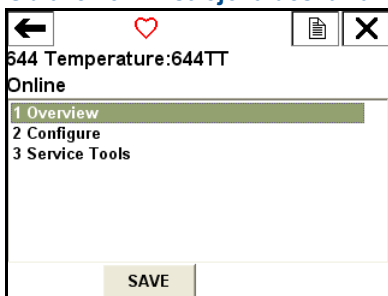 644 Temperature:644TT
Online
1 Overview
2 Configure
3 Service Tools
SAVE